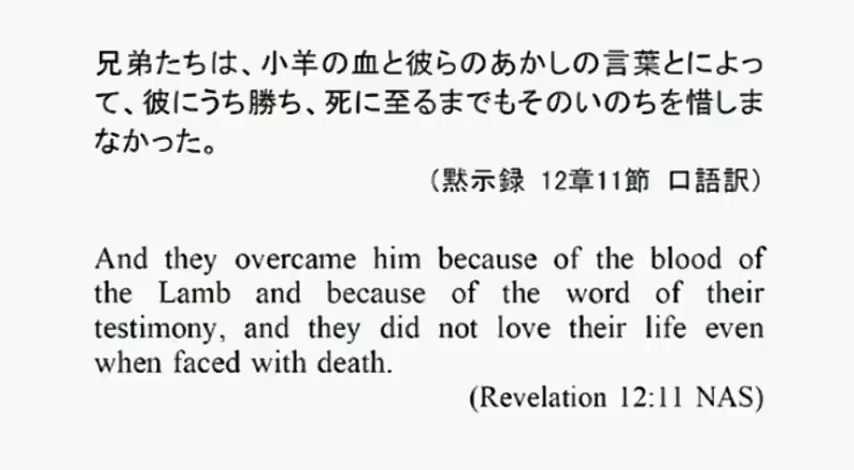 兄弟たちは、小羊の血と彼らのあかしの言葉とによっ
て、彼にうち勝ち、死に至るまでもそのいのちを惜しま
なかった。
（黙示録 12章11節 口語訳）
And they overcame him because of the blood of
the Lamb and because of the word of their
testimony, and they did not love their life even
when faced with death.
(Revelation 12:11 NAS)